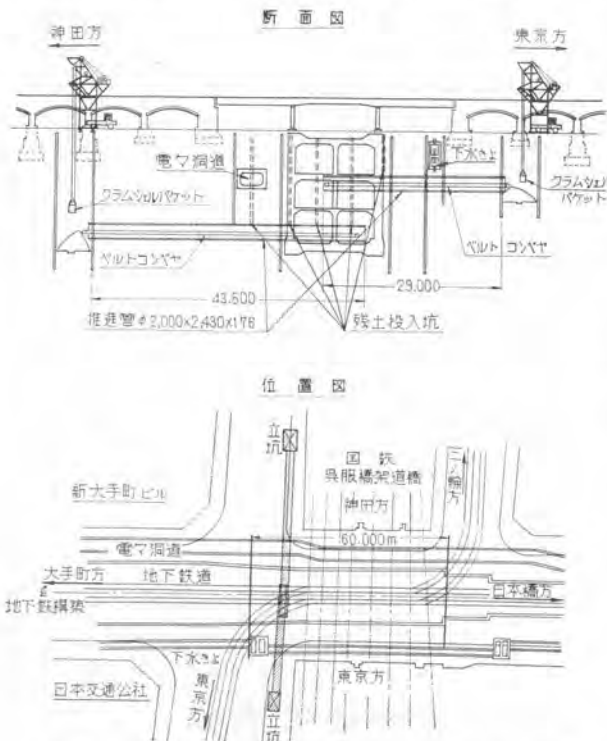 断面図
神田方
東京方
電マ洞道
下水きよ
クラムシェルバケット
クラムシェル
バケット
ベルトコンベヤ
ベルトコンベヤ
43.600
29.000
推進管φ2,000×2,430×176
残土投入坑
位置図
立坑
国鉄
呉服橋架道橋
神田方
三ノ輪方
新大手町ビル
60.000m
電マ洞道
大手町方
地下鉄道
日本橋方
地下鉄構築
下水きよ
東京方
東京方
日本交通公社
立坑